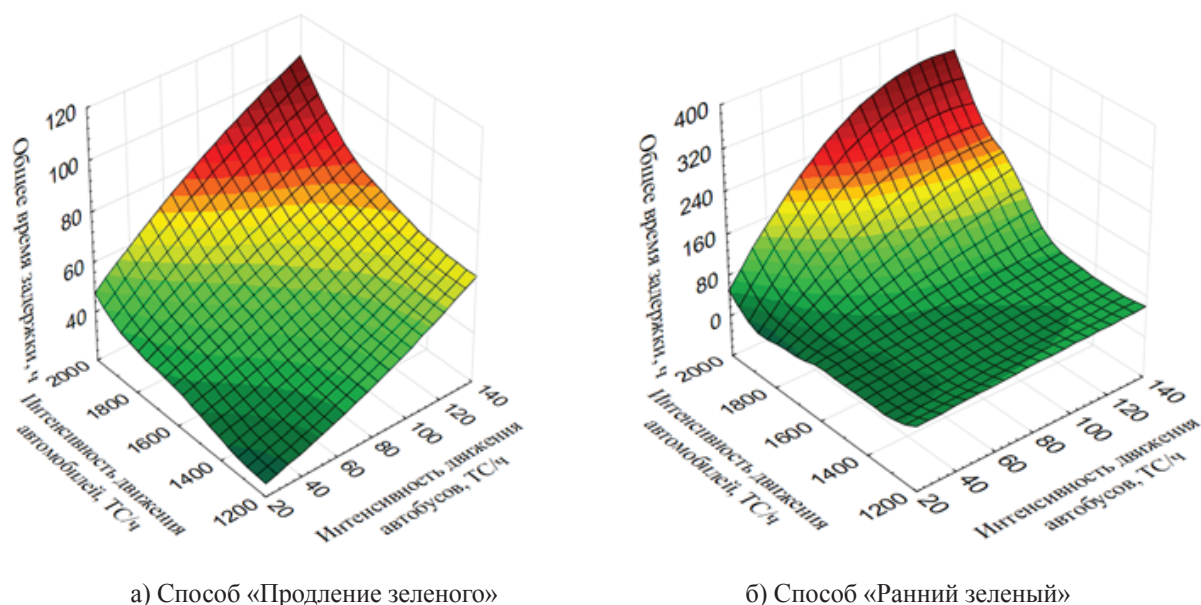 120
100
80
60
40
Общее время задержки, ч
2000
1800
1600
1400
1200
Интенсивность движения
автомобилей, ТС/ч
20
40
60
80
100
120
140
Интенсивность движения
автобусов, ТС/ч
а) Способ «Продление зеленого»
400
320
240
160
80
0
Общее время задержки, ч
2000
1800
1600
1400
1200
Интенсивность движения
автомобилей, ТС/ч
20
40
60
80
100
120
140
Интенсивность движения
автобусов, ТС/ч
б) Способ «Ранний зеленый»